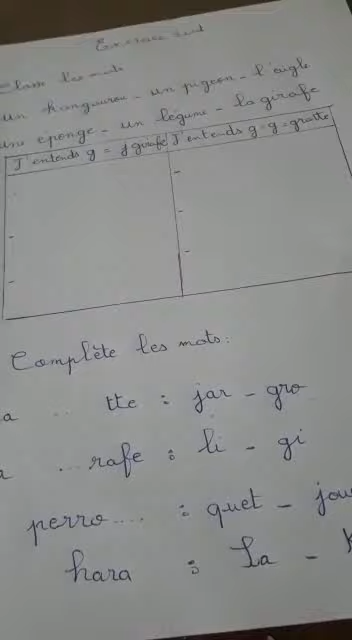 Exercice
Classe les mots
un kangourou - un pigeon - l'aigle
une éponge - un légume - la girafe
J'entends g = j girafe J'entends g = g = gratte
Complète les mots :
a .. tte : jar - gro
a ... rafe : li - gi
perro.... : quet - jou
hara : La -